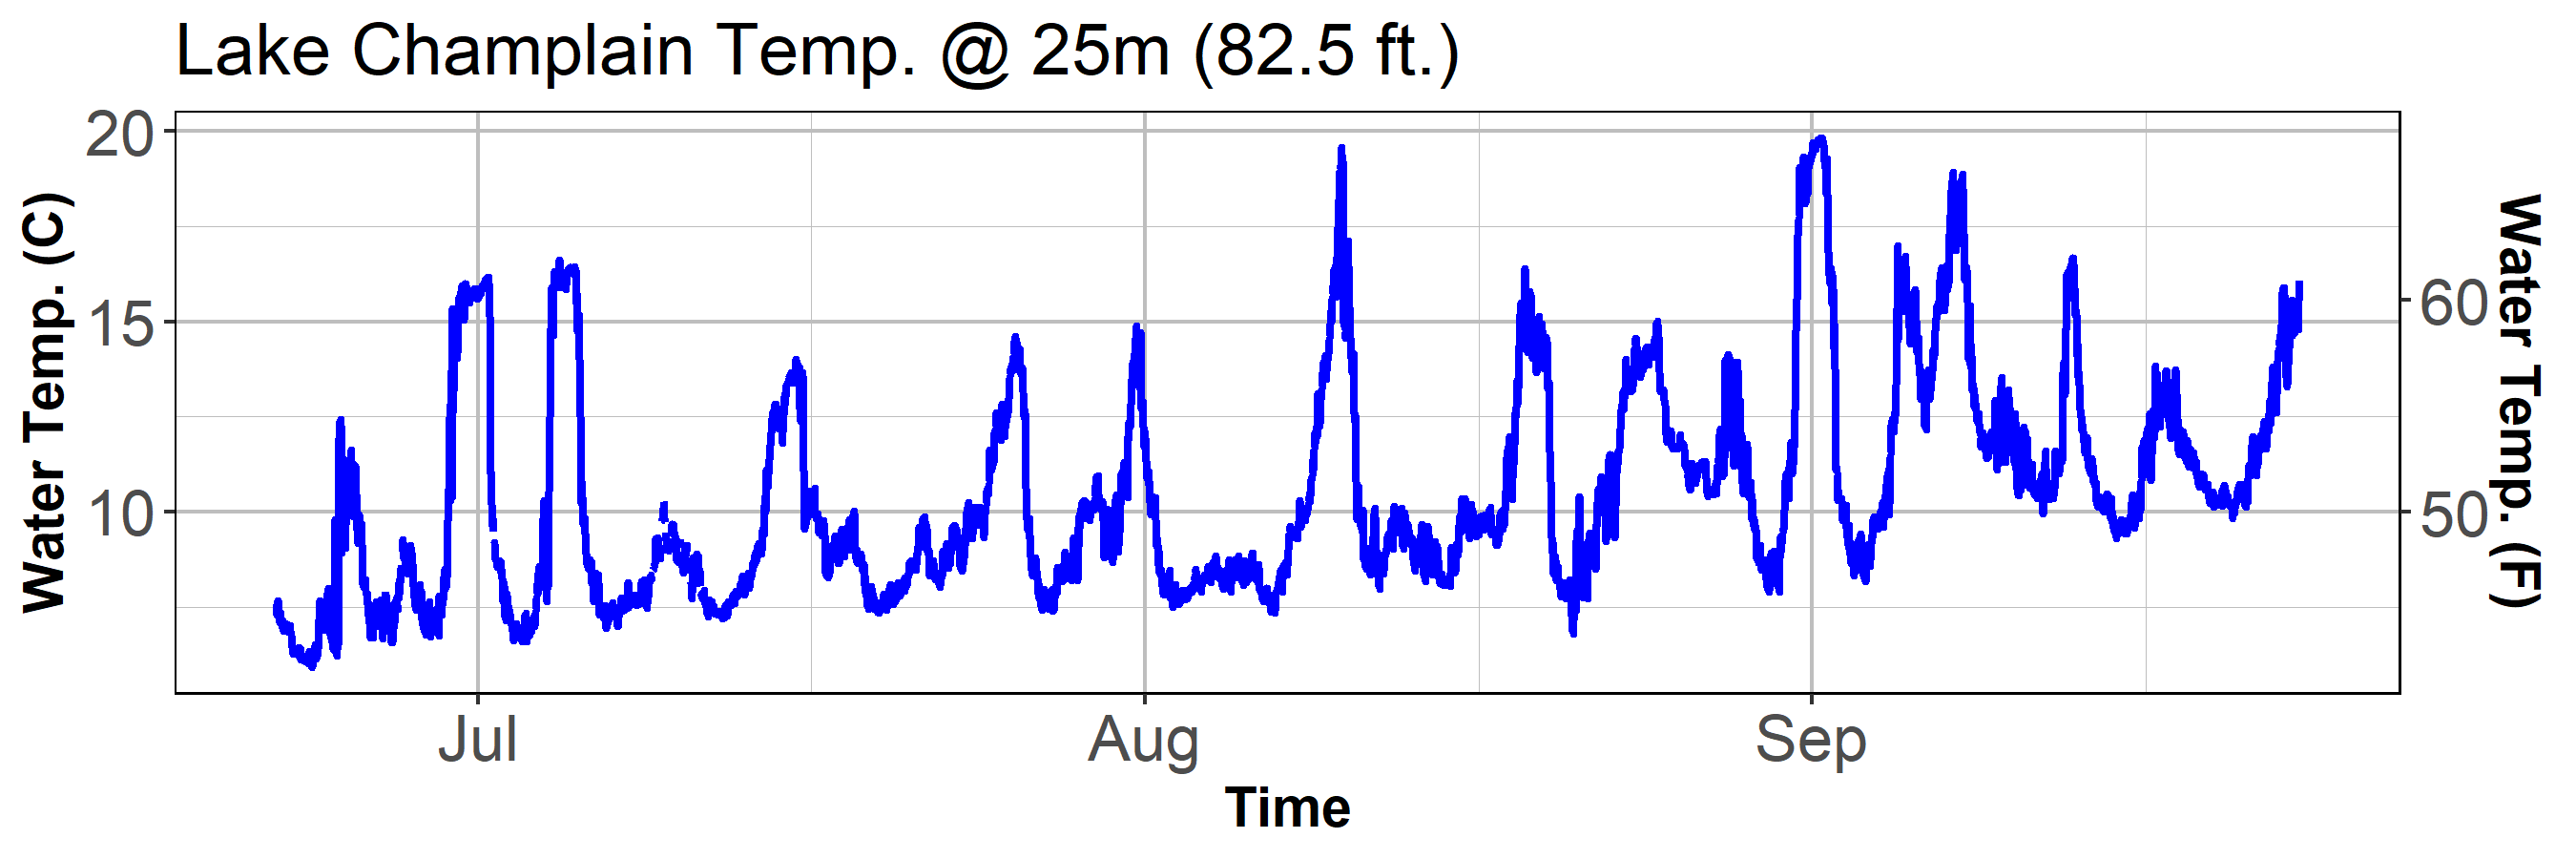 Lake Champlain Temp. @ 25m (82.5 ft.)
Water Temp. (C)
20
15
10
60
50
Water Temp. (F)
Jul
Aug
Sep
Time